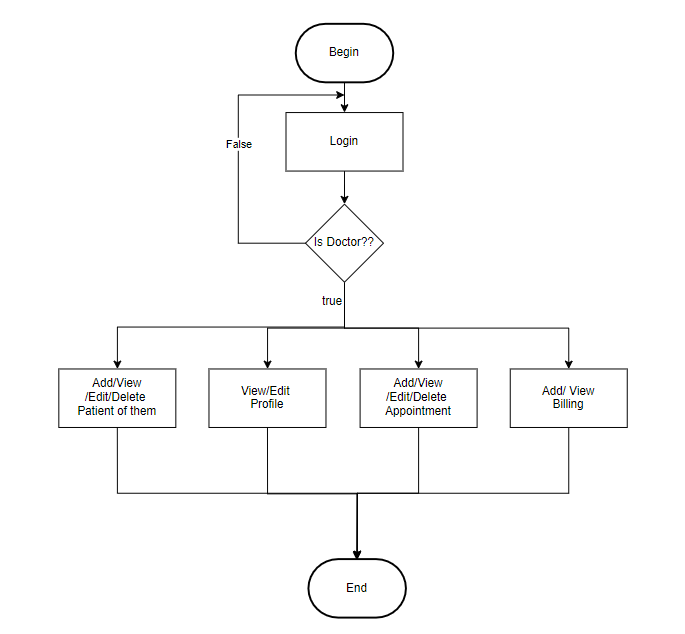 Begin
False
Login
Is Doctor??
true
Add/View
/Edit/Delete
Patient of them
View/Edit
Profile
Add/View
/Edit/Delete
Appointment
Add/ View
Billing
End